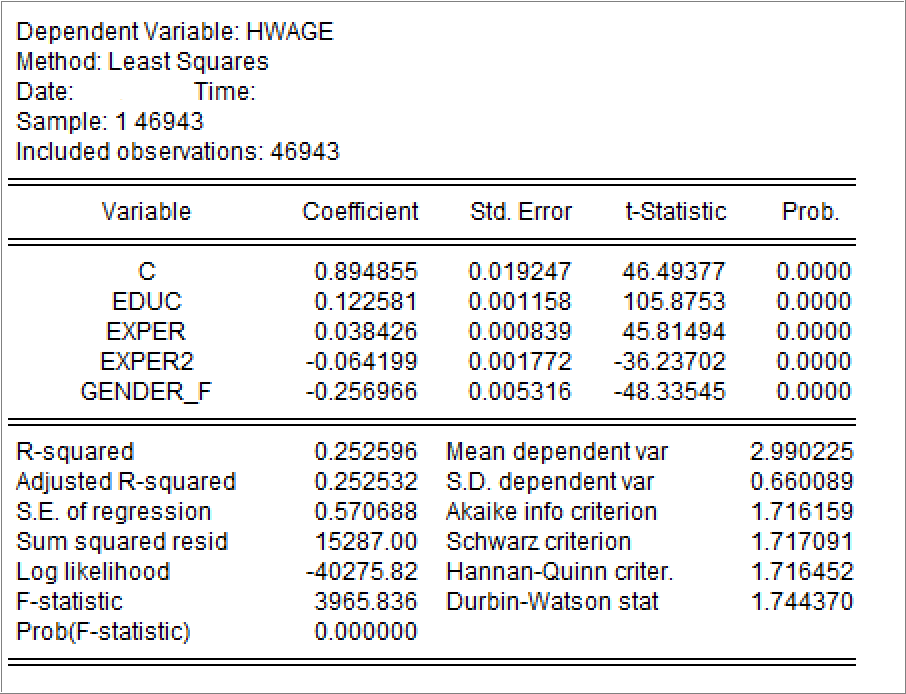 Dependent Variable: HWAGE
Method: Least Squares
Date: Time:
Sample: 1 46943
Included observations: 46943
Variable Coefficient Std. Error t-Statistic Prob.
C 0.894855 0.019247 46.49377 0.0000
EDUC 0.122581 0.001158 105.8753 0.0000
EXPER 0.038426 0.000839 45.81494 0.0000
EXPER2 -0.064199 0.001772 -36.23702 0.0000
GENDER_F -0.256966 0.005316 -48.33545 0.0000
R-squared 0.252596 Mean dependent var 2.990225
Adjusted R-squared 0.252532 S.D. dependent var 0.660089
S.E. of regression 0.570688 Akaike info criterion 1.716159
Sum squared resid 15287.00 Schwarz criterion 1.717091
Log likelihood -40275.82 Hannan-Quinn criter. 1.716452
F-statistic 3965.836 Durbin-Watson stat 1.744370
Prob(F-statistic) 0.000000